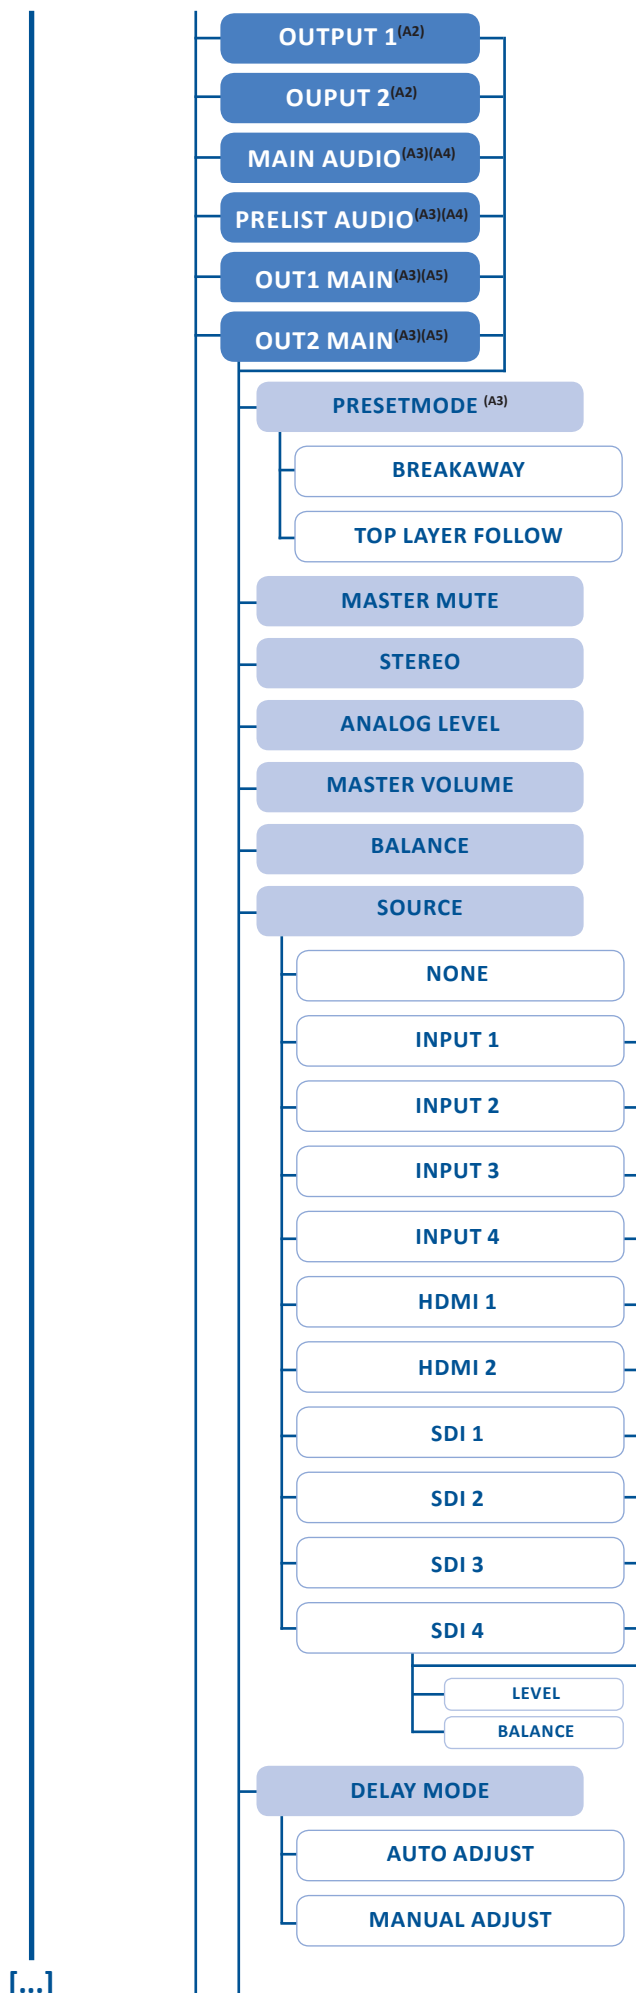 OUTPUT 1(A2)
OUPUT 2(A2)
MAIN AUDIO(A3)(A4)
PRELIST AUDIO(A3)(A4)
OUT1 MAIN(A3)(A5)
OUT2 MAIN(A3)(A5)
PRESETMODE (A3)
BREAKAWAY
TOP LAYER FOLLOW
MASTER MUTE
STEREO
ANALOG LEVEL
MASTER VOLUME
BALANCE
SOURCE
NONE
INPUT 1
INPUT 2
INPUT 3
INPUT 4
HDMI 1
HDMI 2
SDI 1
SDI 2
SDI 3
SDI 4
LEVEL
BALANCE
DELAY MODE
AUTO ADJUST
MANUAL ADJUST
[...]